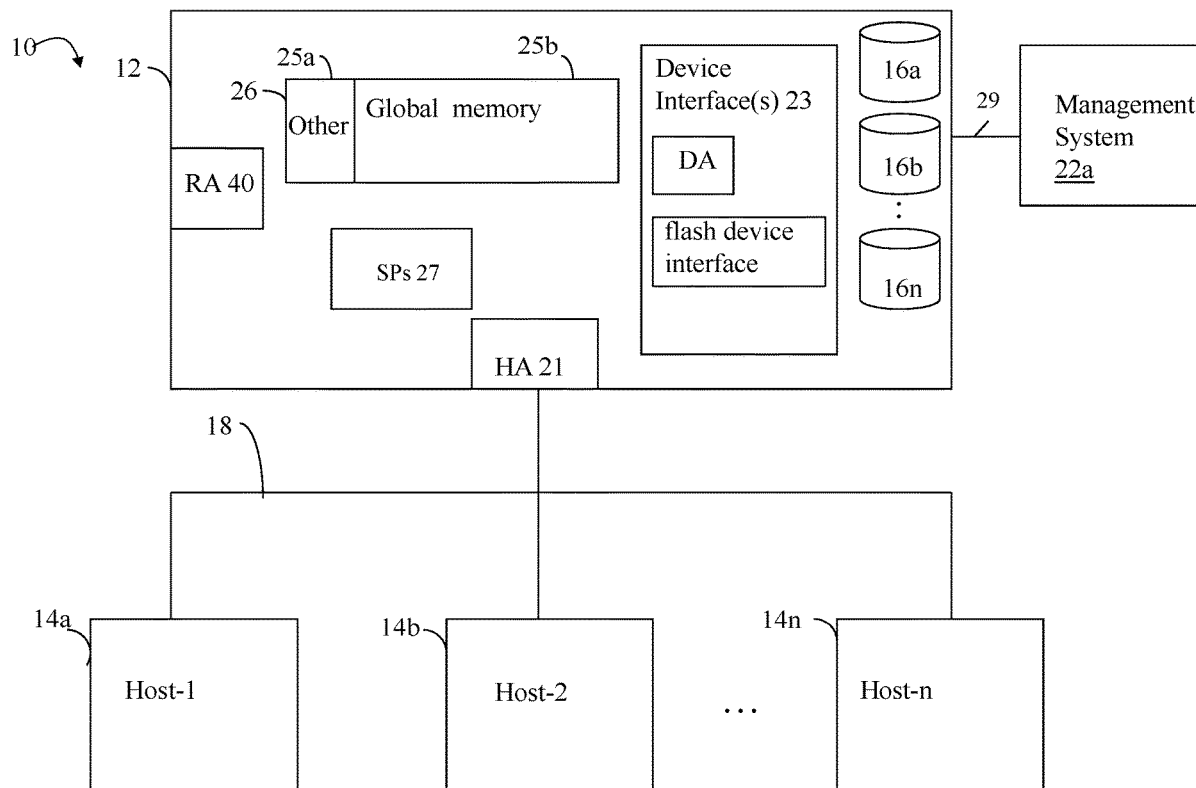 10
12
25a
25b
26
Other
Global memory
RA 40
SPs 27
HA 21
Device
Interface(s) 23
DA
flash device
interface
16a
16b
⋮
16n
29
Management
System
22a
18
14a
Host-1
14b
Host-2
...
14n
Host-n